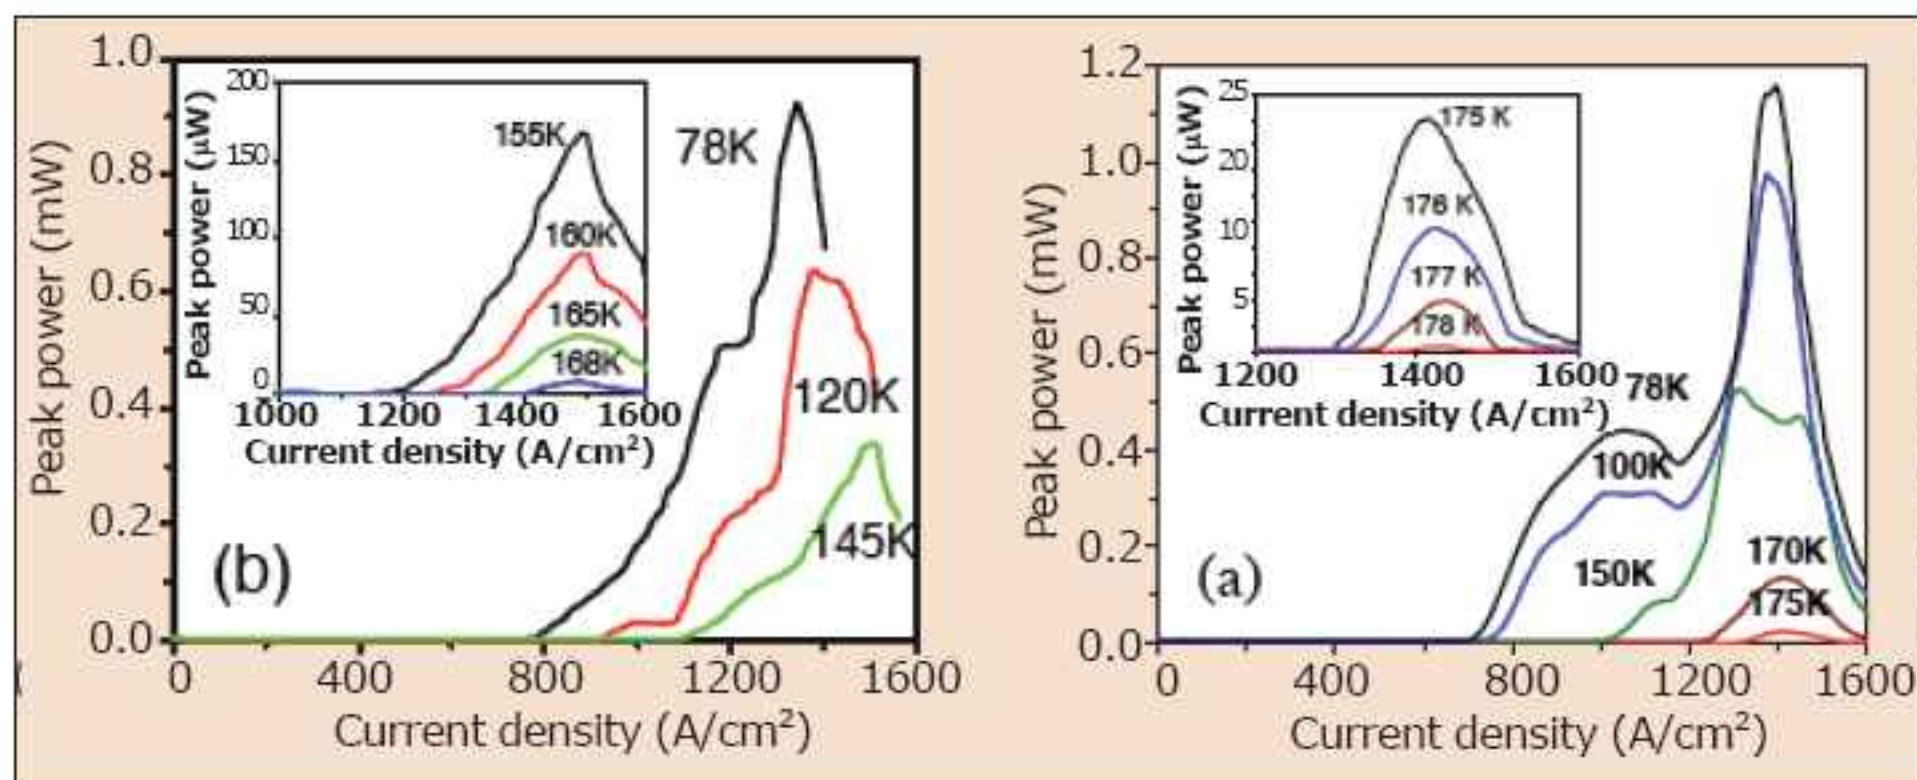 1.0
0.8
0.6
0.4
0.2
0.0
Peak power (mW)
0 400 800 1200 1600
Current density (A/cm²)
(b)
78K
120K
145K
200
150
100
50
0
Peak power (μW)
1000 1200 1400 1600
Current density (A/cm²)
155K
160K
165K
168K
1.2
1.0
0.8
0.6
0.4
0.2
0.0
Peak power (mW)
0 400 800 1200 1600
Current density (A/cm²)
(a)
78K
100K
150K
170K
175K
25
20
10
5
Peak power (μW)
1200 1400 1600
Current density (A/cm²)
175 K
176 K
177 K
178 K